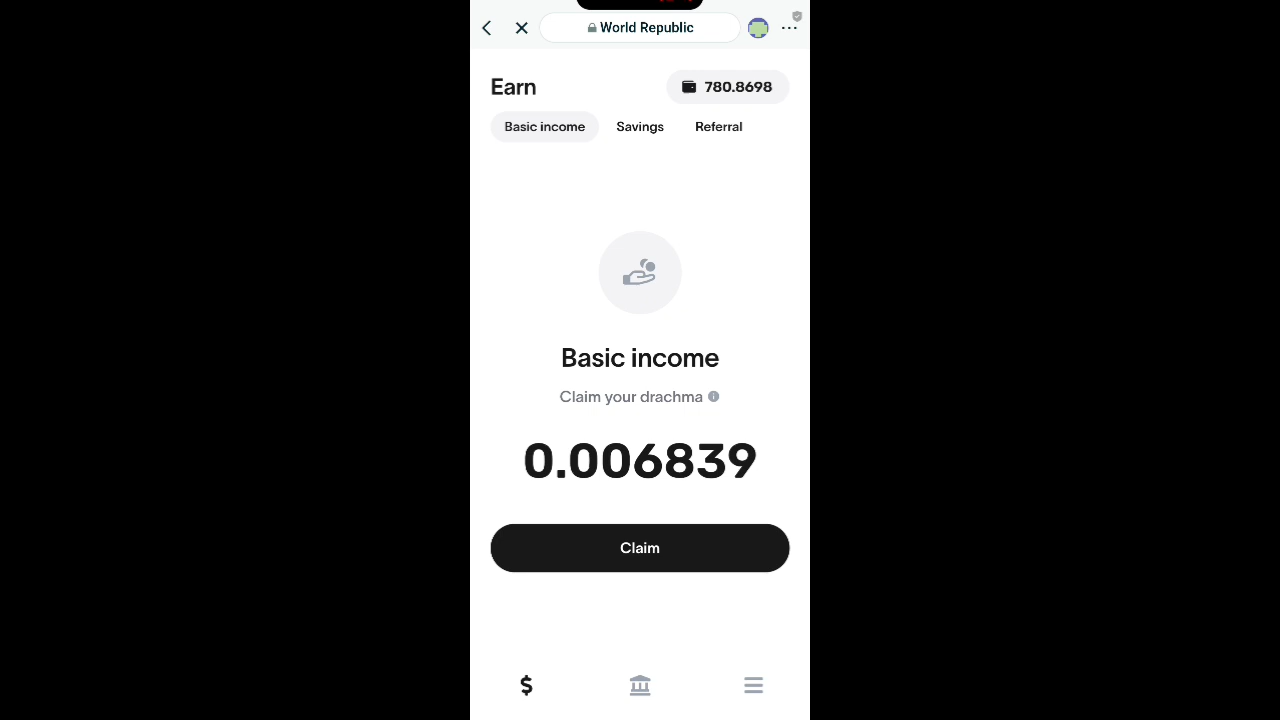 World Republic
Earn
780.8698
Basic income
Savings
Referral
Basic income
Claim your drachma
0.006839
Claim